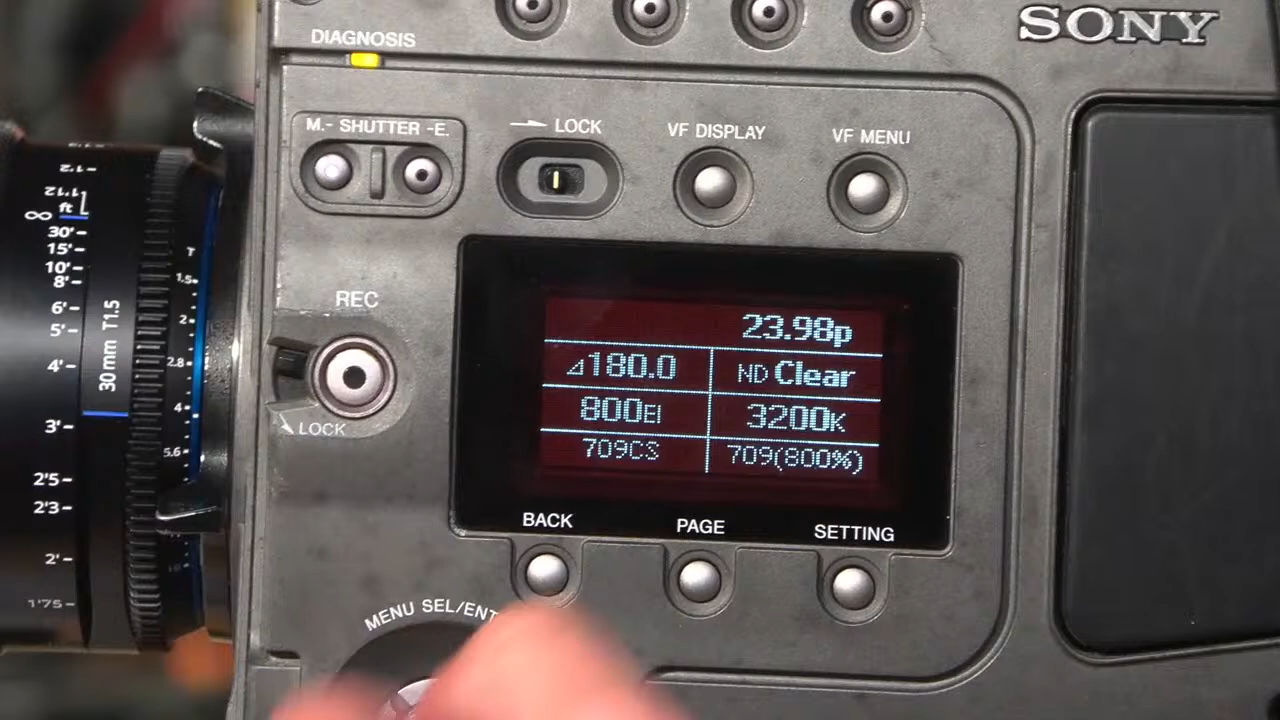 SONY
DIAGNOSIS
M.- SHUTTER -E.
LOCK
VF DISPLAY
VF MENU
REC
LOCK
23.98p
⊿180.0
ND Clear
800EI
3200K
709CS
709(800%)
BACK
PAGE
SETTING
MENU SEL/ENT
ft
∞
30'
15'
10'
8'
6'
5'
4'
3'
2'5
2'3
2'
1'75
30mm T1.5
T
1.5
2
2.8
4
5.6